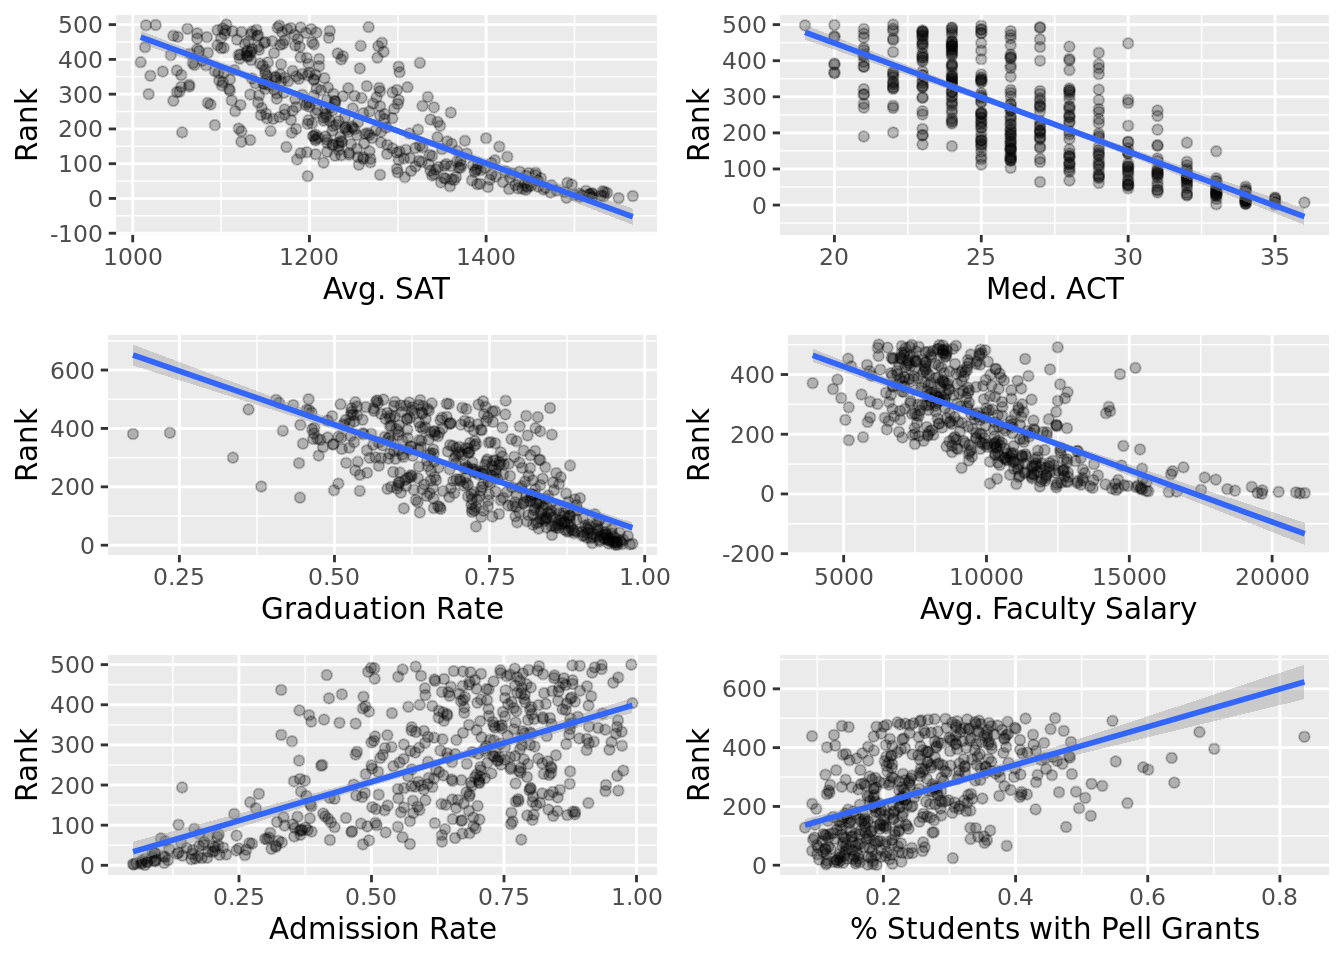 500
400
300
200
100
0
-100
Rank
1000 1200 1400
Avg. SAT
500
400
300
200
100
0
Rank
20 25 30 35
Med. ACT
600
400
200
0
Rank
0.25 0.50 0.75 1.00
Graduation Rate
400
200
0
-200
Rank
5000 10000 15000 20000
Avg. Faculty Salary
500
400
300
200
100
0
Rank
0.25 0.50 0.75 1.00
Admission Rate
600
400
200
0
Rank
0.2 0.4 0.6 0.8
% Students with Pell Grants